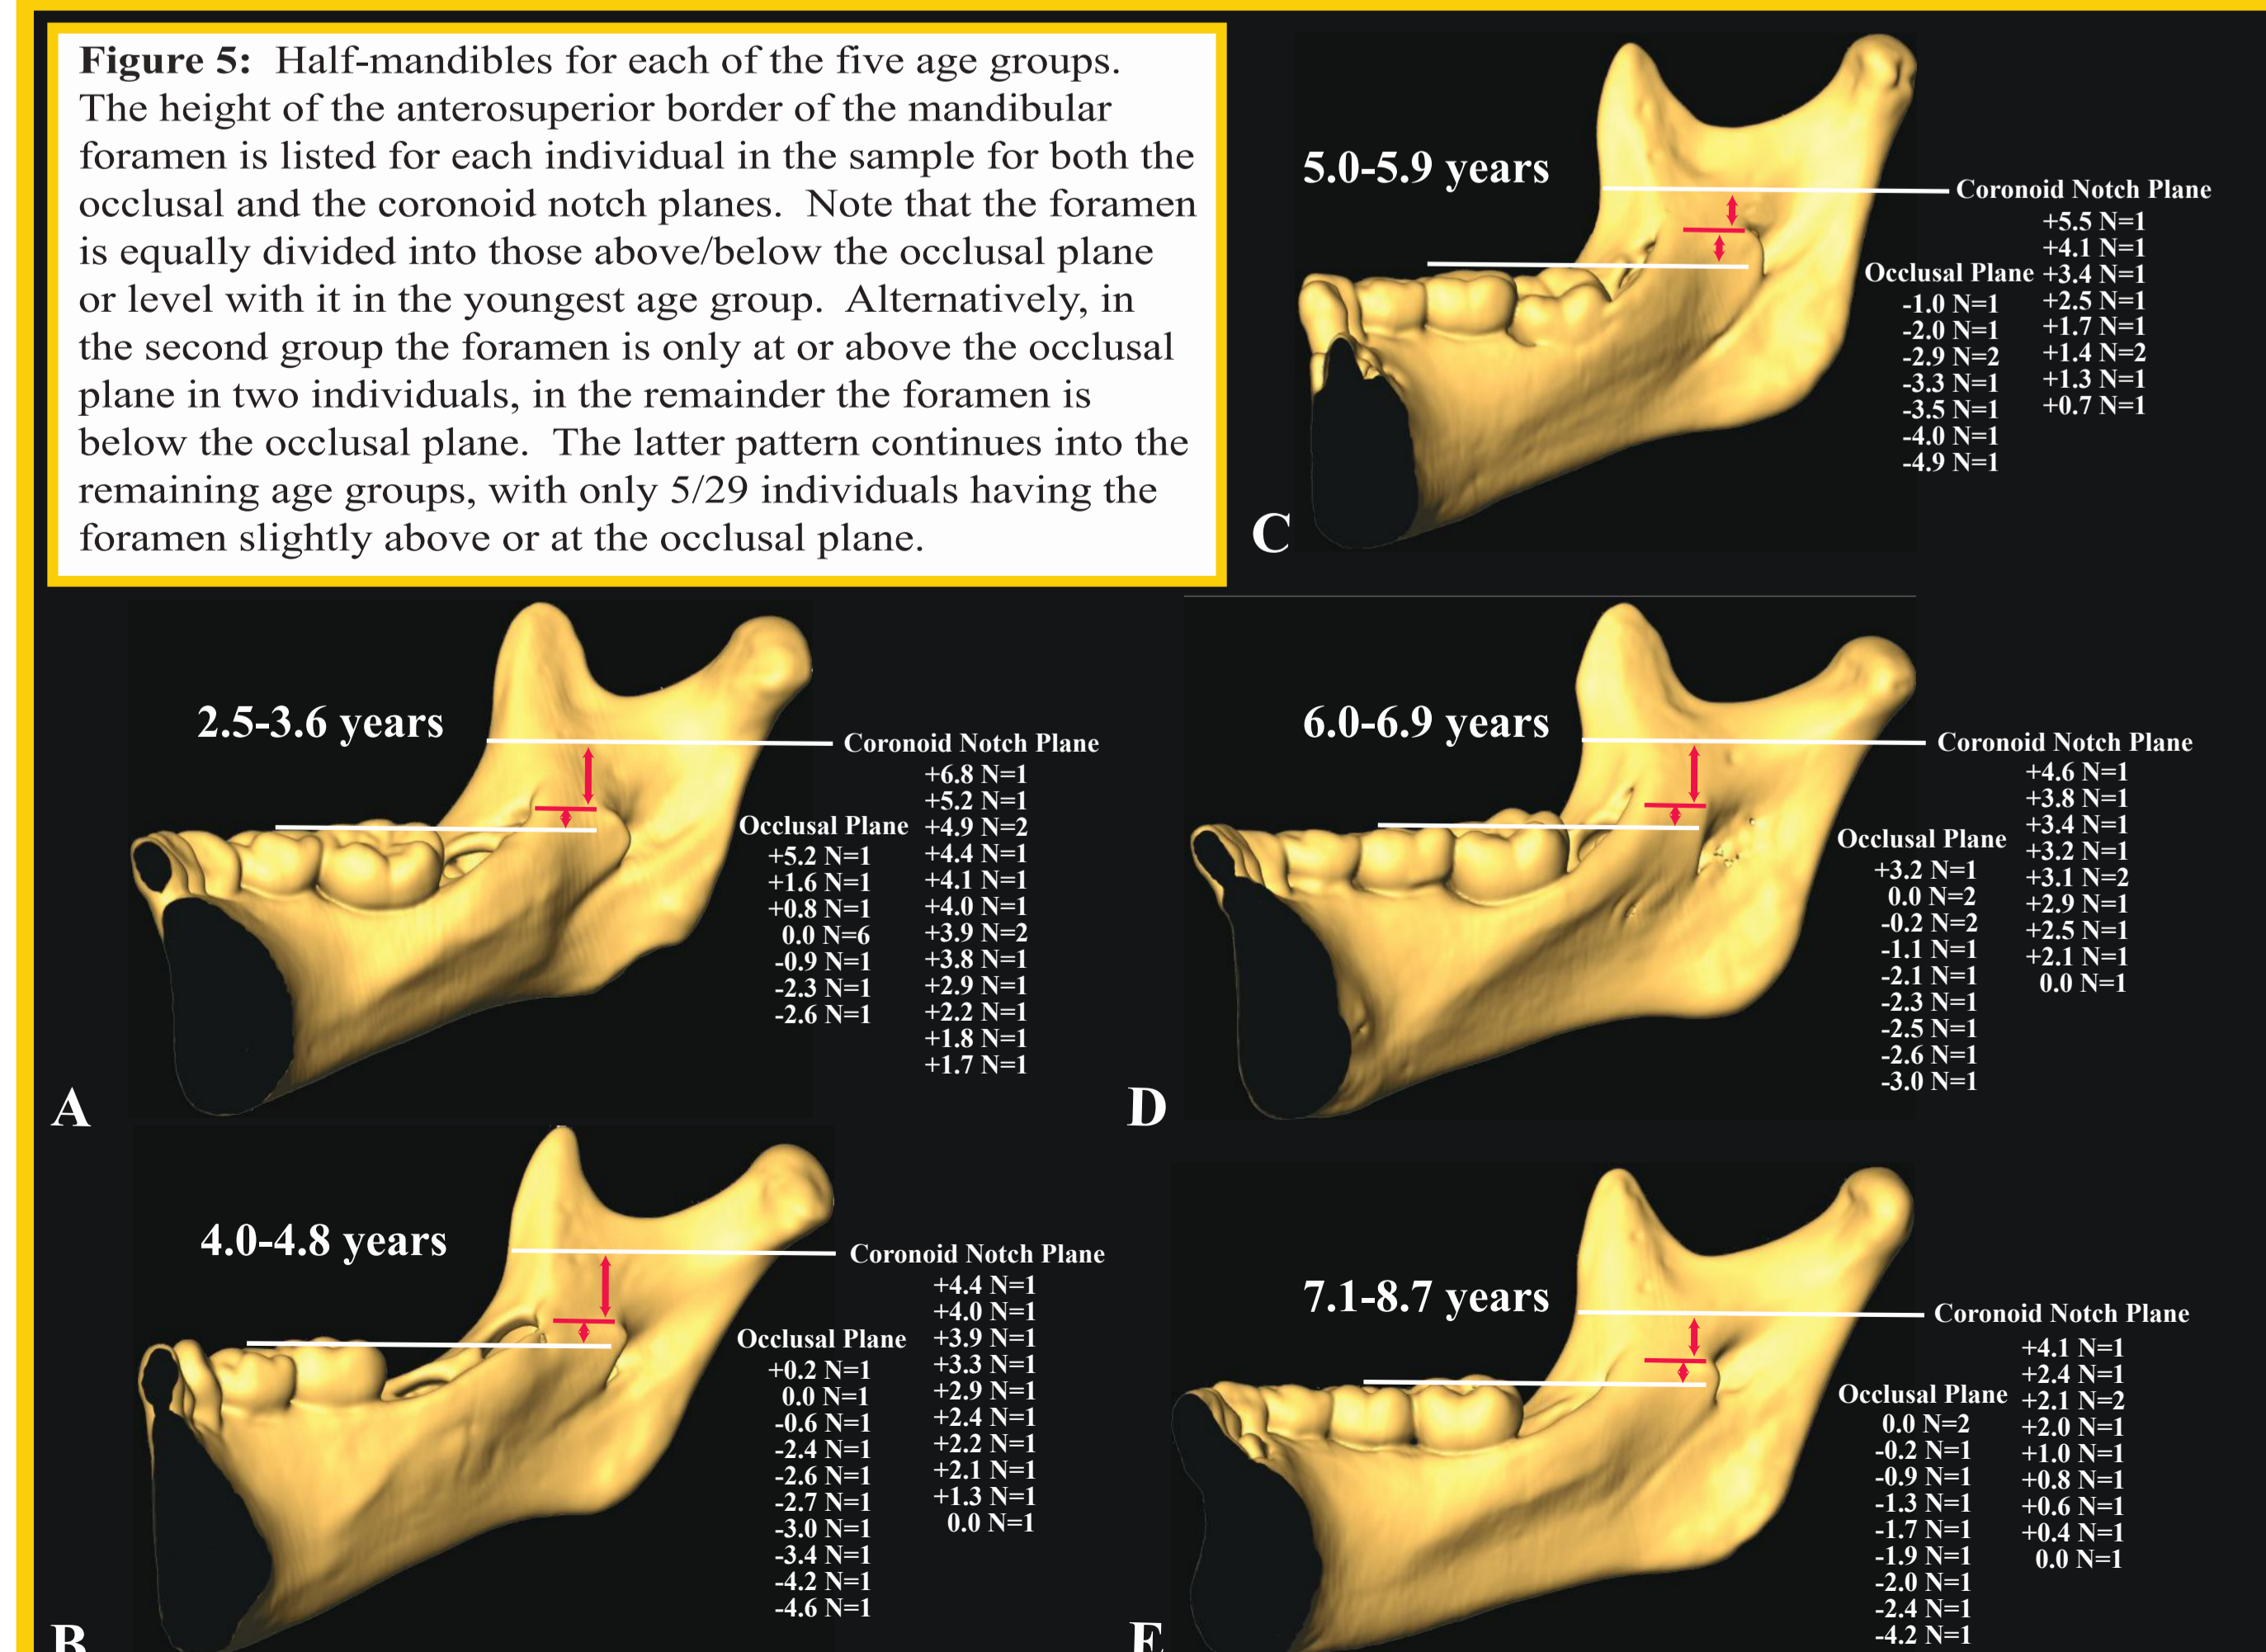 Figure 5: Half-mandibles for each of the five age groups.
The height of the anterosuperior border of the mandibular
foramen is listed for each individual in the sample for both the
occlusal and the coronoid notch planes. Note that the foramen
is equally divided into those above/below the occlusal plane
or level with it in the youngest age group. Alternatively, in
the second group the foramen is only at or above the occlusal
plane in two individuals, in the remainder the foramen is
below the occlusal plane. The latter pattern continues into the
remaining age groups, with only 5/29 individuals having the
foramen slightly above or at the occlusal plane.
2.5-3.6 years
Coronoid Notch Plane
+6.8 N=1
+5.2 N=1
+4.9 N=2
+4.4 N=1
+4.1 N=1
+4.0 N=1
+3.9 N=2
+3.8 N=1
+2.9 N=1
+2.2 N=1
+1.8 N=1
+1.7 N=1
Occlusal Plane
+5.2 N=1
+1.6 N=1
+0.8 N=1
0.0 N=6
-0.9 N=1
-2.3 N=1
-2.6 N=1
A
4.0-4.8 years
Coronoid Notch Plane
+4.4 N=1
+4.0 N=1
+3.9 N=1
+3.3 N=1
+2.9 N=1
+2.4 N=1
+2.2 N=1
+2.1 N=1
+1.3 N=1
0.0 N=1
Occlusal Plane
+0.2 N=1
0.0 N=1
-0.6 N=1
-2.4 N=1
-2.6 N=1
-2.7 N=1
-3.0 N=1
-3.4 N=1
-4.2 N=1
-4.6 N=1
B
5.0-5.9 years
Coronoid Notch Plane
+5.5 N=1
+4.1 N=1
+3.4 N=1
+2.5 N=1
+1.7 N=1
+1.4 N=2
+1.3 N=1
+0.7 N=1
Occlusal Plane
-1.0 N=1
-2.0 N=1
-2.9 N=2
-3.3 N=1
-3.5 N=1
-4.0 N=1
-4.9 N=1
C
6.0-6.9 years
Coronoid Notch Plane
+4.6 N=1
+3.8 N=1
+3.4 N=1
+3.2 N=1
+3.1 N=2
+2.9 N=1
+2.5 N=1
+2.1 N=1
0.0 N=1
Occlusal Plane
+3.2 N=1
0.0 N=2
-0.2 N=2
-1.1 N=1
-2.1 N=1
-2.3 N=1
-2.5 N=1
-2.6 N=1
-3.0 N=1
D
7.1-8.7 years
Coronoid Notch Plane
+4.1 N=1
+2.4 N=1
+2.1 N=2
+2.0 N=1
+1.0 N=1
+0.8 N=1
+0.6 N=1
+0.4 N=1
0.0 N=1
Occlusal Plane
0.0 N=2
-0.2 N=1
-0.9 N=1
-1.3 N=1
-1.7 N=1
-1.9 N=1
-2.0 N=1
-2.4 N=1
-4.2 N=1
E